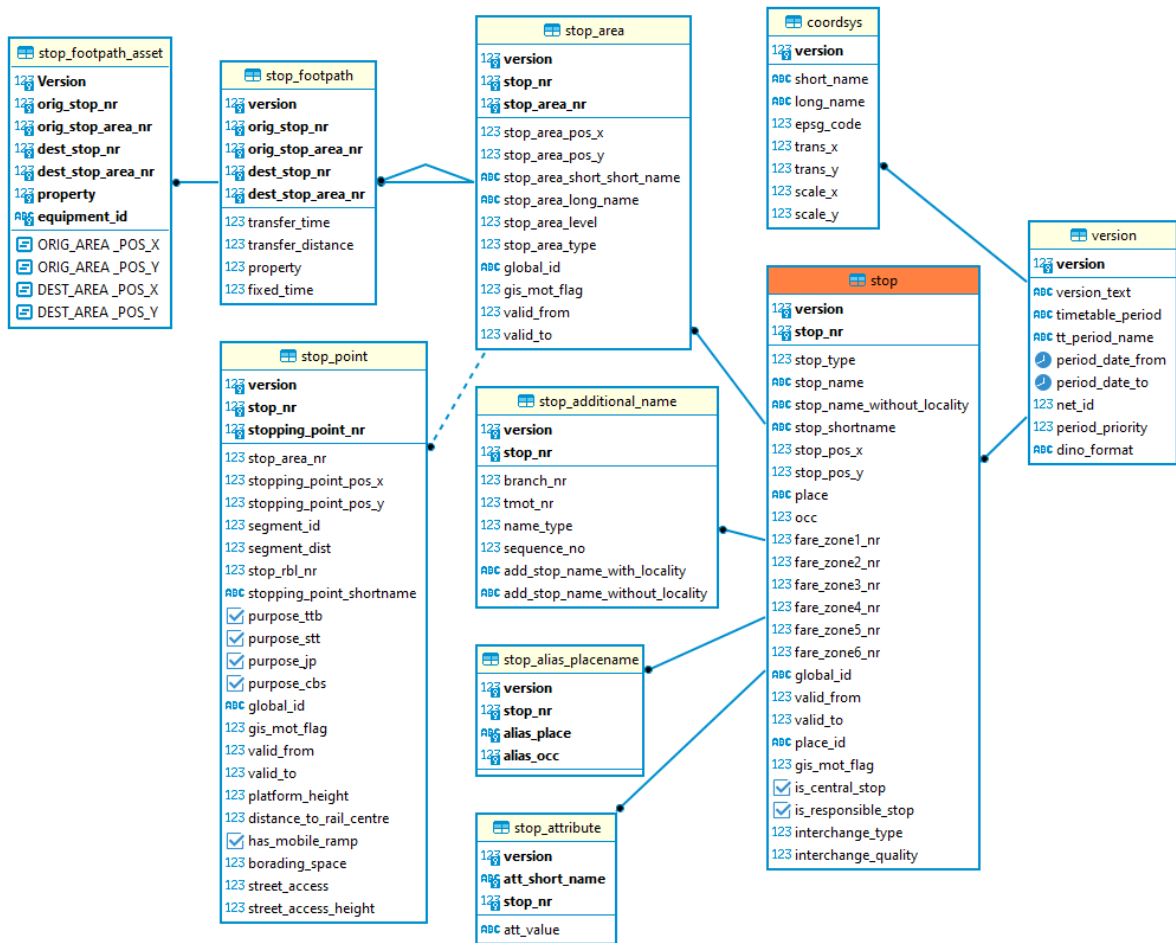 stop_footpath_asset
Version
orig_stop_nr
orig_stop_area_nr
dest_stop_nr
dest_stop_area_nr
property
equipment_id
ORIG_AREA _POS_X
ORIG_AREA _POS_Y
DEST_AREA _POS_X
DEST_AREA _POS_Y
stop_footpath
version
orig_stop_nr
orig_stop_area_nr
dest_stop_nr
dest_stop_area_nr
transfer_time
transfer_distance
property
fixed_time
stop_area
version
stop_nr
stop_area_nr
stop_area_pos_x
stop_area_pos_y
stop_area_short_short_name
stop_area_long_name
stop_area_level
stop_area_type
global_id
gis_mot_flag
valid_from
valid_to
coordsys
version
short_name
long_name
epsg_code
trans_x
trans_y
scale_x
scale_y
version
version
version_text
timetable_period
tt_period_name
period_date_from
period_date_to
net_id
period_priority
dino_format
stop
version
stop_nr
stop_type
stop_name
stop_name_without_locality
stop_shortname
stop_pos_x
stop_pos_y
place
occ
fare_zone1_nr
fare_zone2_nr
fare_zone3_nr
fare_zone4_nr
fare_zone5_nr
fare_zone6_nr
global_id
valid_from
valid_to
place_id
gis_mot_flag
is_central_stop
is_responsible_stop
interchange_type
interchange_quality
stop_point
version
stop_nr
stopping_point_nr
stop_area_nr
stopping_point_pos_x
stopping_point_pos_y
segment_id
segment_dist
stop_rbl_nr
stopping_point_shortname
purpose_ttb
purpose_stt
purpose_jp
purpose_cbs
global_id
gis_mot_flag
valid_from
valid_to
platform_height
distance_to_rail_centre
has_mobile_ramp
borading_space
street_access
street_access_height
stop_additional_name
version
stop_nr
branch_nr
tmot_nr
name_type
sequence_no
add_stop_name_with_locality
add_stop_name_without_locality
stop_alias_placename
version
stop_nr
alias_place
alias_occ
stop_attribute
version
att_short_name
stop_nr
att_value